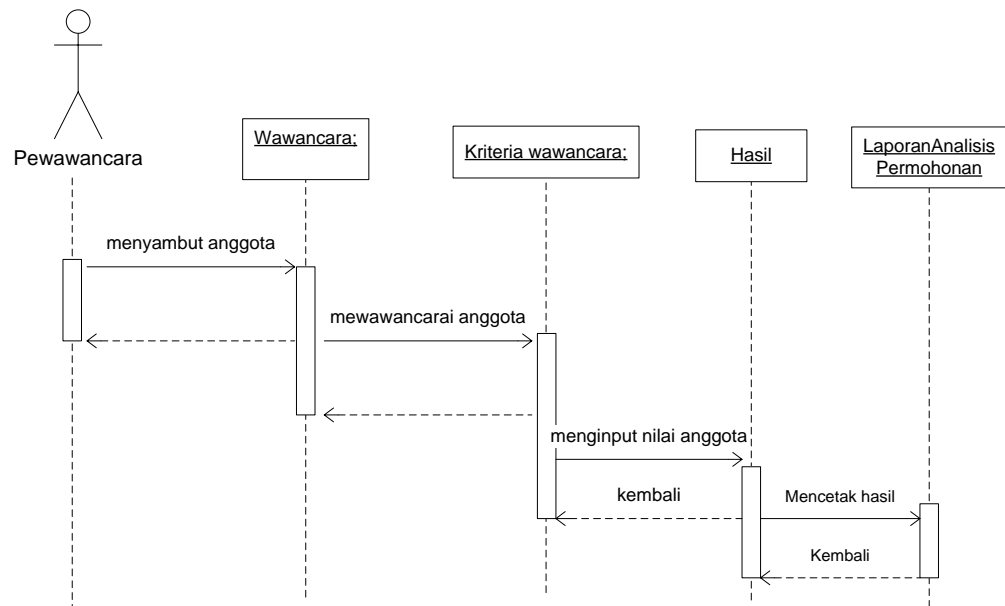 Pewawancara
Wawancara;
Kriteria wawancara;
Hasil
LaporanAnalisis
Permohonan
menyambut anggota
mewawancarai anggota
menginput nilai anggota
kembali
Mencetak hasil
Kembali